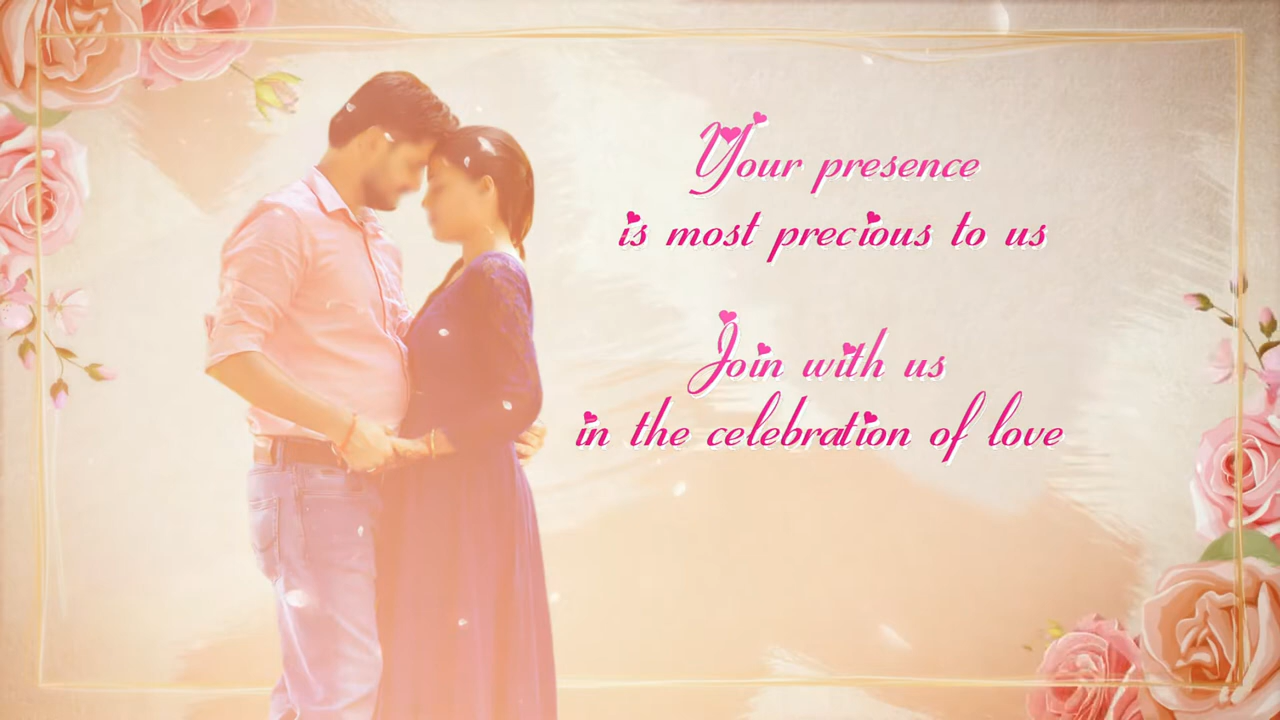 Your presence
is most precious to us
Join with us
in the celebration of love